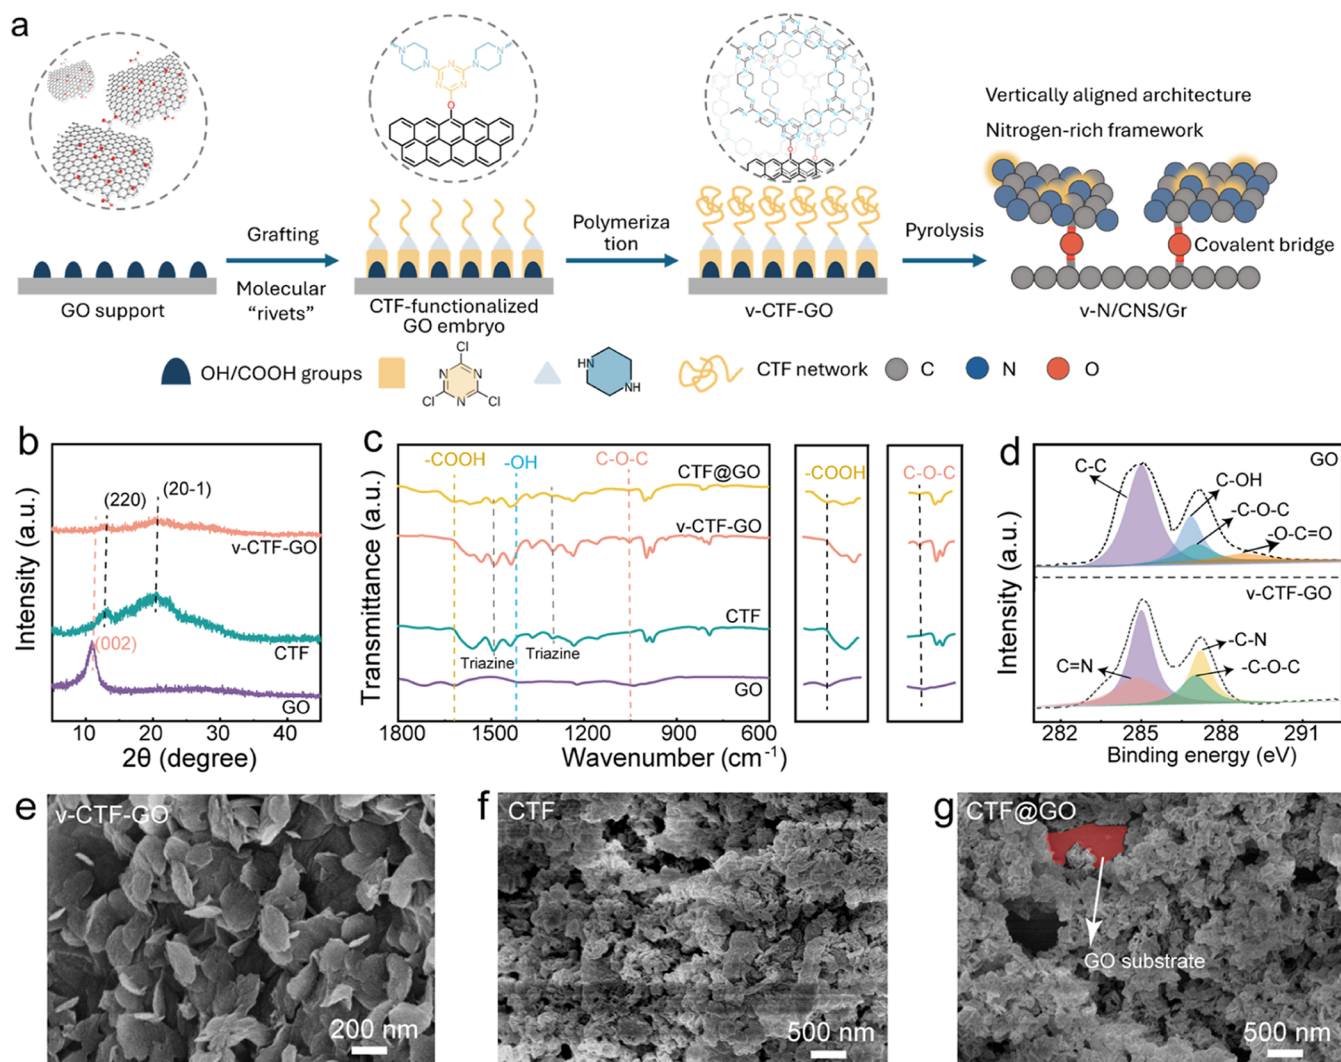 a
Vertically aligned architecture
Nitrogen-rich framework
Grafting
Molecular
"rivets"
Polymeriza
tion
Pyrolysis
Covalent bridge
GO support
CTF-functionalized
GO embryo
v-CTF-GO
v-N/CNS/Gr
N
N
N
N
N
N
N
O
O
O
OH/COOH groups
Cl
N
N
N
Cl
Cl
HN
NH
CTF network
C
N
O
b
Intensity (a.u.)
(220)
(20-1)
v-CTF-GO
(002)
CTF
GO
10
20
30
40
2θ (degree)
c
Transmittance (a.u.)
-COOH
-OH
C-O-C
CTF@GO
v-CTF-GO
CTF
Triazine
Triazine
GO
1800
1500
1200
900
600
Wavenumber (cm-1)
-COOH
C-O-C
d
Intensity (a.u.)
GO
C-C
C-OH
-C-O-C
-O-C=O
v-CTF-GO
C=N
-C-N
-C-O-C
282
285
288
291
Binding energy (eV)
e
v-CTF-GO
200 nm
f
CTF
500 nm
g
CTF@GO
GO substrate
500 nm